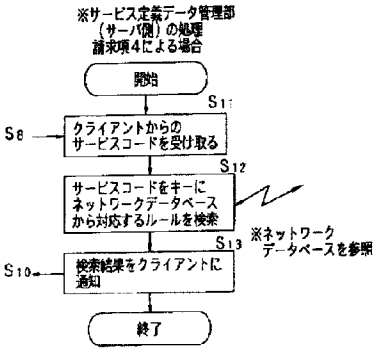 ※サービス定義データ管理部
(サーバ側)の処理
請求項4による場合
開始
S11
S8
クライアントからの
サービスコードを受け取る
S12
サービスコードをキーに
ネットワークデータベース
から対応するルールを検索
※ネットワーク
データベースを参照
S13
S10
検索結果をクライアントに
通知
終了